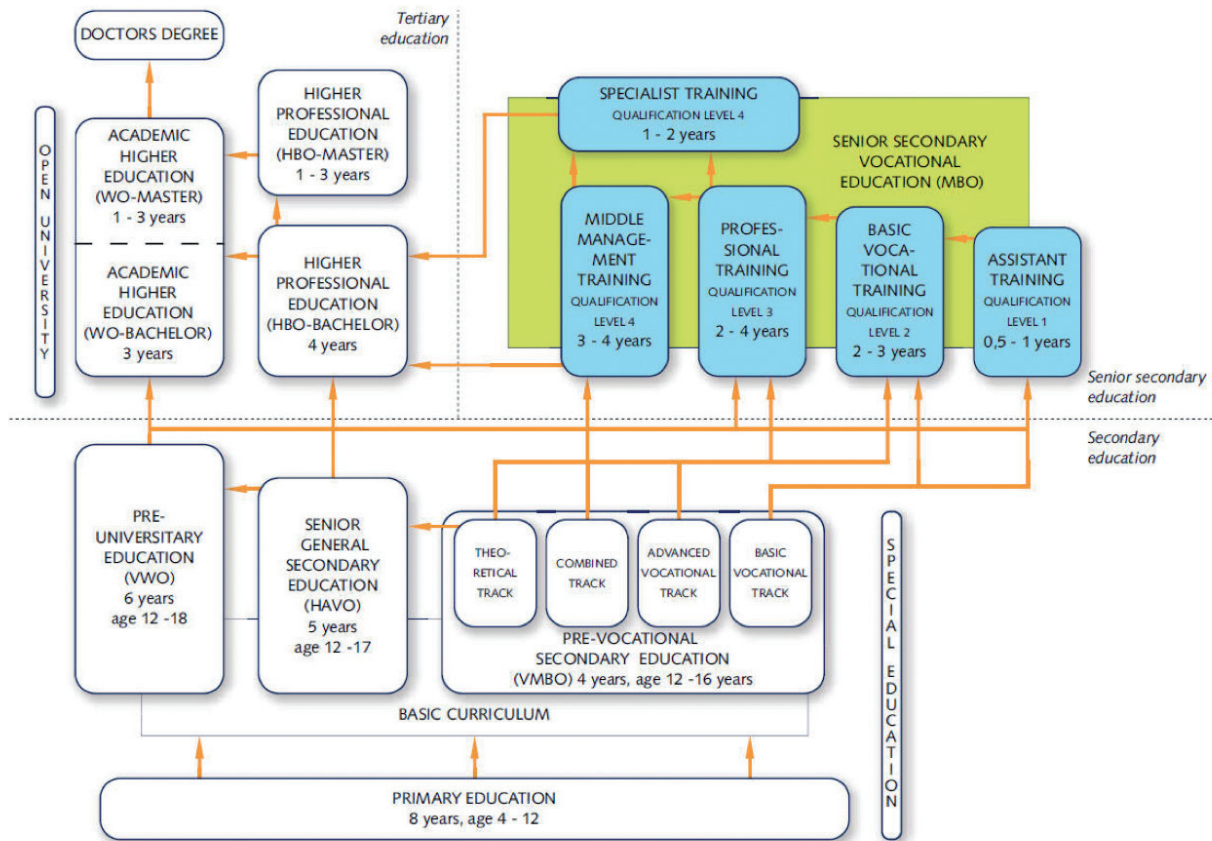 DOCTORS DEGREE
Tertiary
education
OPEN UNIVERSITY
ACADEMIC
HIGHER
EDUCATION
(WO-MASTER)
1 - 3 years
ACADEMIC
HIGHER
EDUCATION
(WO-BACHELOR)
3 years
HIGHER
PROFESSIONAL
EDUCATION
(HBO-MASTER)
1 - 3 years
HIGHER
PROFESSIONAL
EDUCATION
(HBO-BACHELOR)
4 years
SPECIALIST TRAINING
QUALIFICATION LEVEL 4
1 - 2 years
SENIOR SECONDARY
VOCATIONAL
EDUCATION (MBO)
MIDDLE
MANAGE-
MENT
TRAINING
QUALIFICATION
LEVEL 4
3 - 4 years
PROFES-
SIONAL
TRAINING
QUALIFICATION
LEVEL 3
2 - 4 years
BASIC
VOCA-
TIONAL
TRAINING
QUALIFICATION
LEVEL 2
2 - 3 years
ASSISTANT
TRAINING
QUALIFICATION
LEVEL 1
0,5 - 1 years
Senior secondary
education
Secondary
education
PRE-
UNIVERSITARY
EDUCATION
(VWO)
6 years
age 12 -18
SENIOR
GENERAL
SECONDARY
EDUCATION
(HAVO)
5 years
age 12 -17
THEO-
RETICAL
TRACK
COMBINED
TRACK
ADVANCED
VOCATIONAL
TRACK
BASIC
VOCATIONAL
TRACK
PRE-VOCATIONAL
SECONDARY EDUCATION
(VMBO) 4 years, age 12 -16 years
SPECIAL EDUCATION
BASIC CURRICULUM
PRIMARY EDUCATION
8 years, age 4 - 12